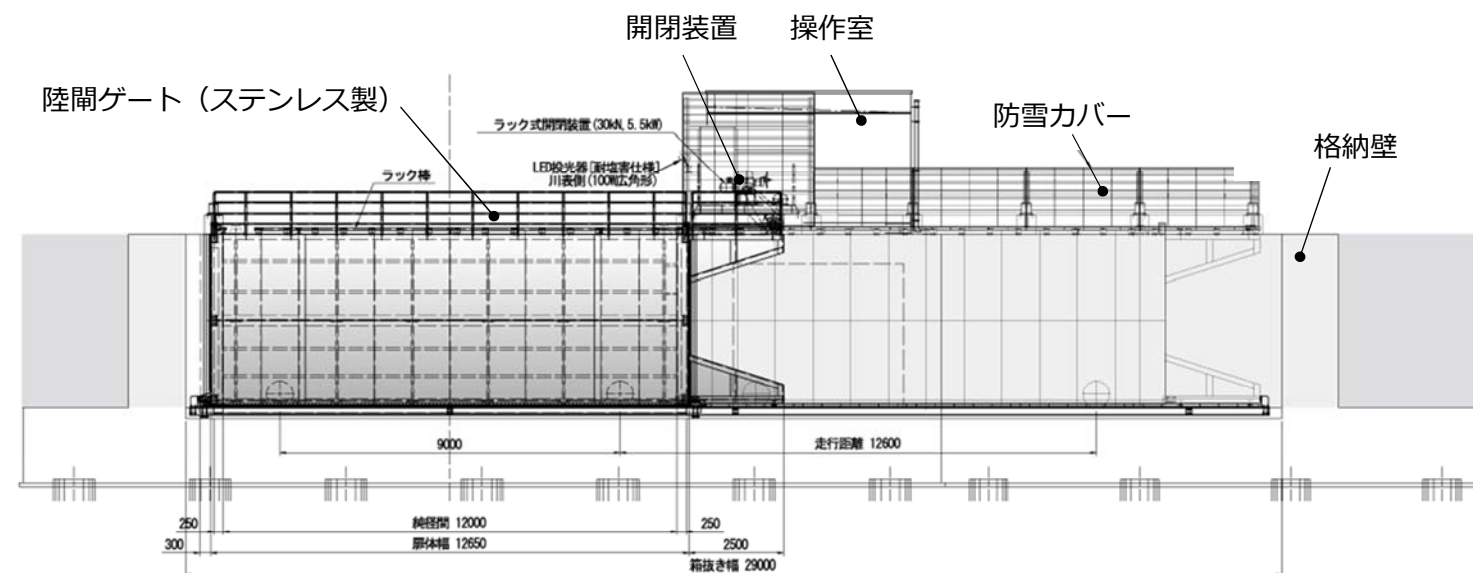 開閉装置
操作室
陸閘ゲート（ステンレス製）
防雪カバー
格納壁
ラック式開閉装置(30kN,5.5kW)
LED投光器[耐塩害仕様]
川表側(100W広角形)
ラック棒
9000
走行距離 12600
250
純径間 12000
250
300
扉体幅 12650
2500
箱抜き幅 29000